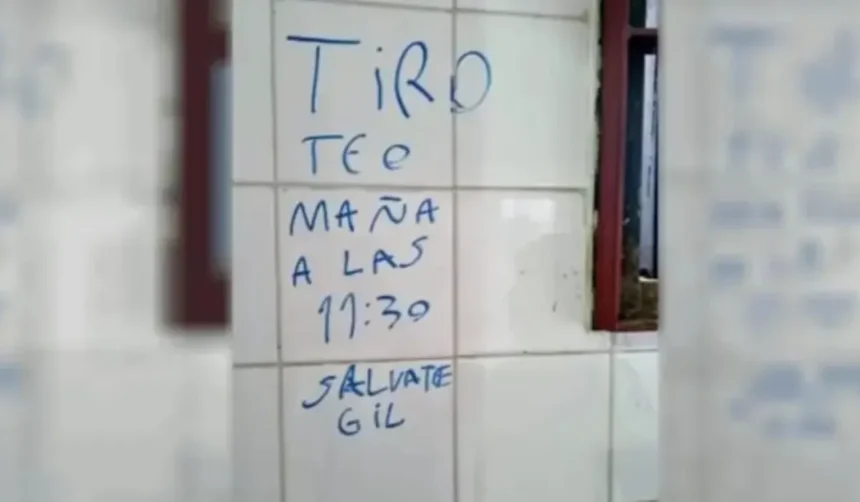 TiRO
TEO
MAÑA
A LAS
11:30
SALVATE
GiL